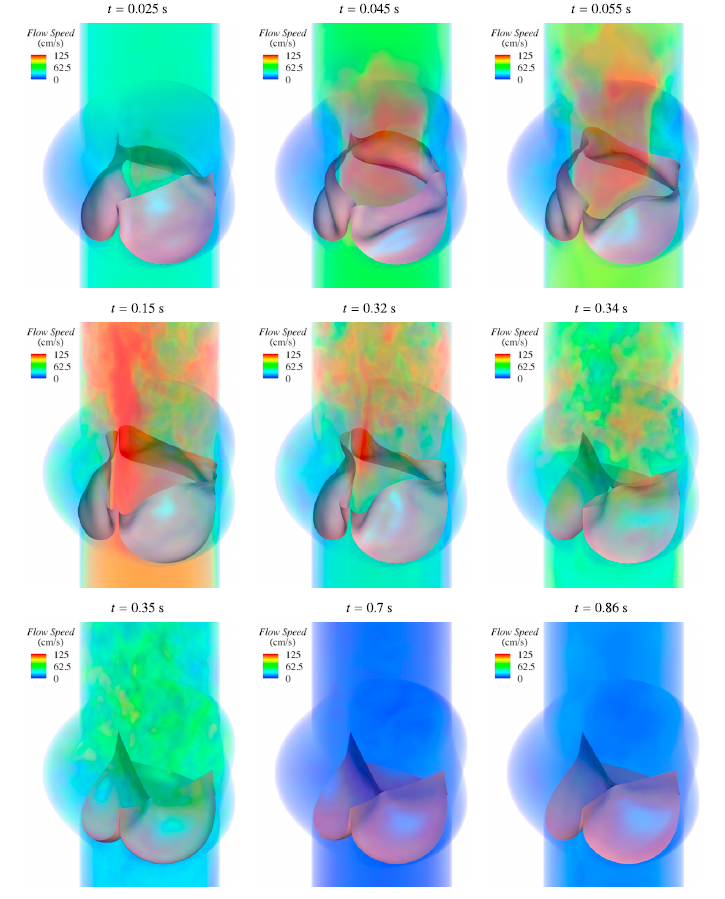 t = 0.025 s
t = 0.045 s
t = 0.055 s
Flow Speed
(cm/s)
125
62.5
0
Flow Speed
(cm/s)
125
62.5
0
Flow Speed
(cm/s)
125
62.5
0
t = 0.15 s
t = 0.32 s
t = 0.34 s
Flow Speed
(cm/s)
125
62.5
0
Flow Speed
(cm/s)
125
62.5
0
Flow Speed
(cm/s)
125
62.5
0
t = 0.35 s
t = 0.7 s
t = 0.86 s
Flow Speed
(cm/s)
125
62.5
0
Flow Speed
(cm/s)
125
62.5
0
Flow Speed
(cm/s)
125
62.5
0